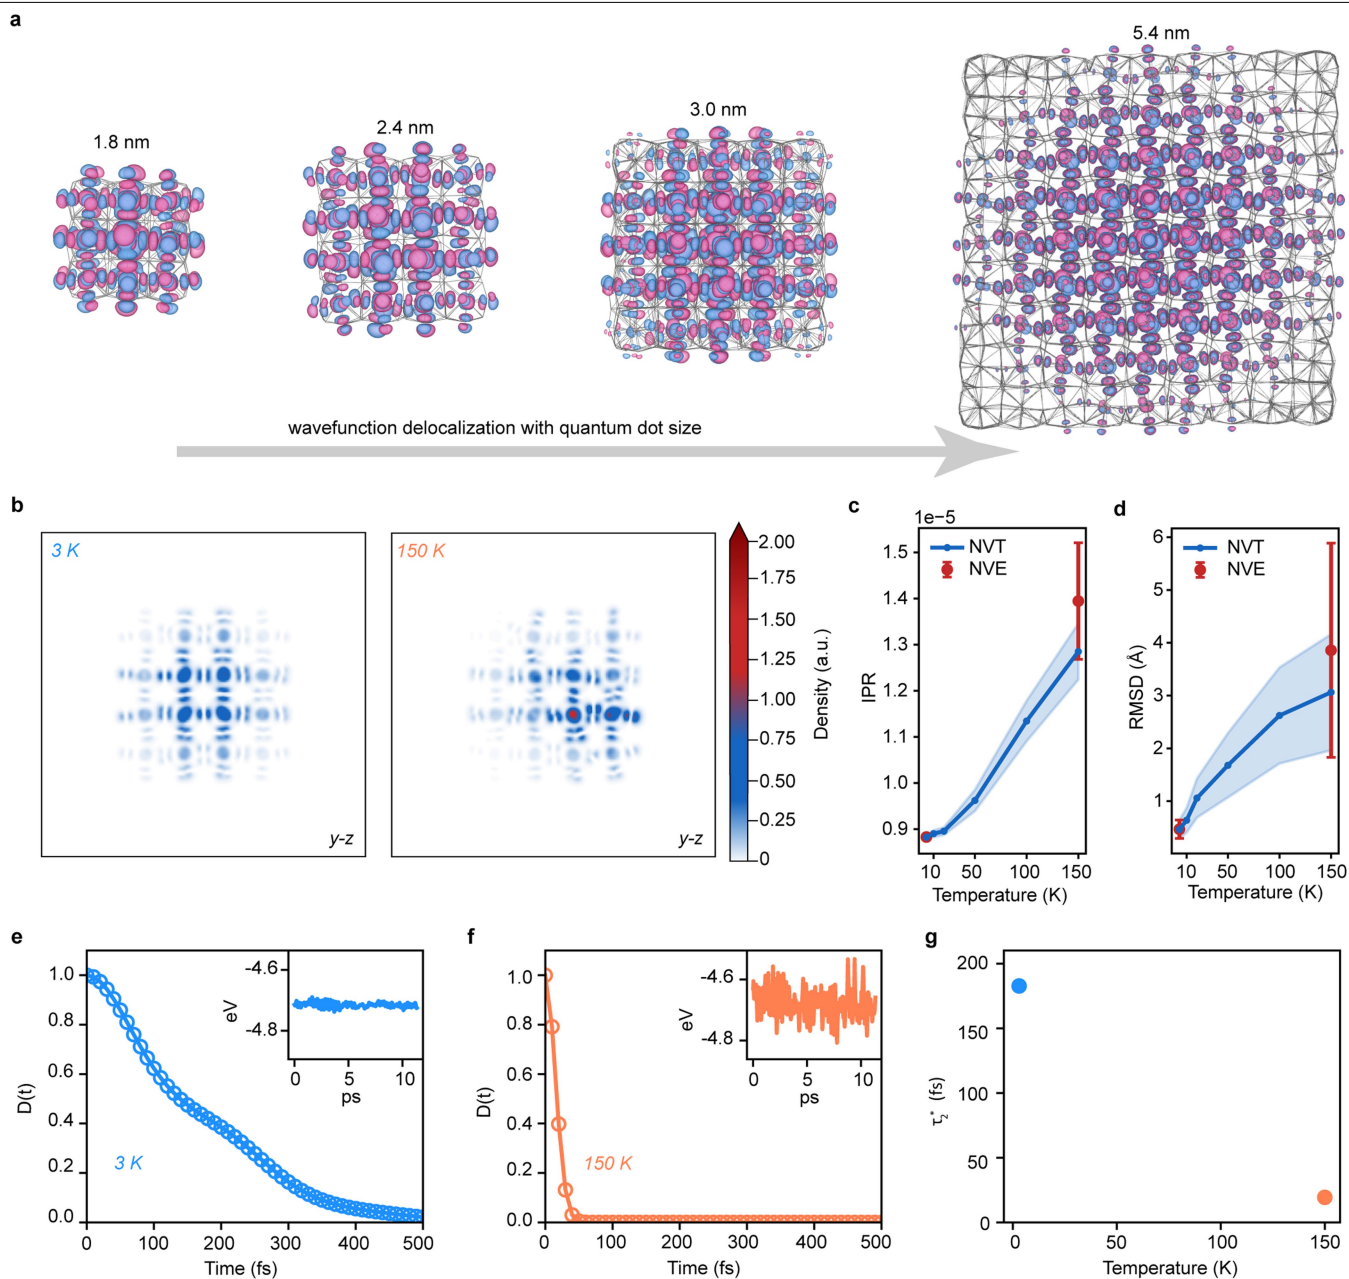 a
1.8 nm
2.4 nm
3.0 nm
5.4 nm
wavefunction delocalization with quantum dot size
b
3 K
y-z
150 K
y-z
2.00
1.75
1.50
1.25
1.00
0.75
0.50
0.25
0
Density (a.u.)
c
1e−5
NVT
NVE
1.5
1.4
1.3
1.2
1.1
1.0
0.9
IPR
10 50 100 150
Temperature (K)
d
NVT
NVE
6
5
4
3
2
1
RMSD (Å)
10 50 100 150
Temperature (K)
e
1.0
0.8
0.6
0.4
0.2
0.0
D(t)
3 K
-4.6
-4.8
eV
0 5 10
ps
0 100 200 300 400 500
Time (fs)
f
1.0
0.8
0.6
0.4
0.2
0.0
D(t)
150 K
-4.6
-4.8
eV
0 5 10
ps
0 100 200 300 400 500
Time (fs)
g
200
150
100
50
0
τ₂* (fs)
0 50 100 150
Temperature (K)